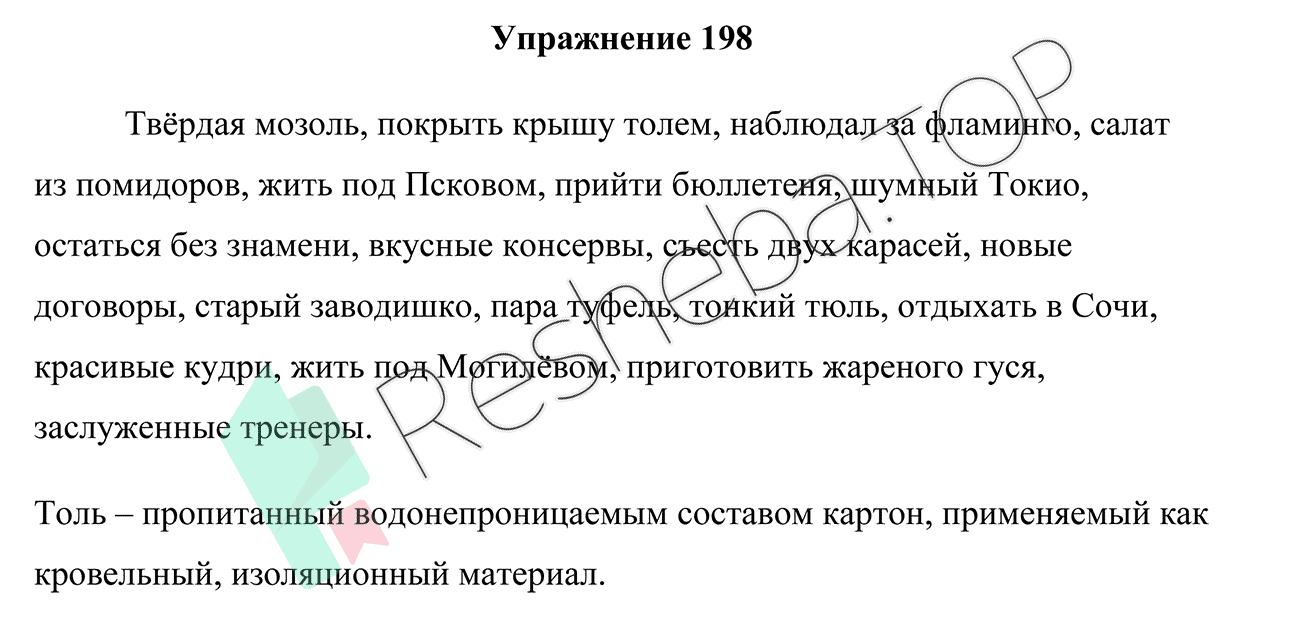 Упражнение 198
Твёрдая мозоль, покрыть крышу толем, наблюдал за фламинго, салат
из помидоров, жить под Псковом, прийти бюллетеня, шумный Токио,
остаться без знамени, вкусные консервы, съесть двух карасей, новые
договоры, старый заводишко, пара туфель, тонкий тюль, отдыхать в Сочи,
красивые кудри, жить под Могилёвом, приготовить жареного гуся,
заслуженные тренеры.
Толь – пропитанный водонепроницаемым составом картон, применяемый как
кровельный, изоляционный материал.
Resheba.TOP